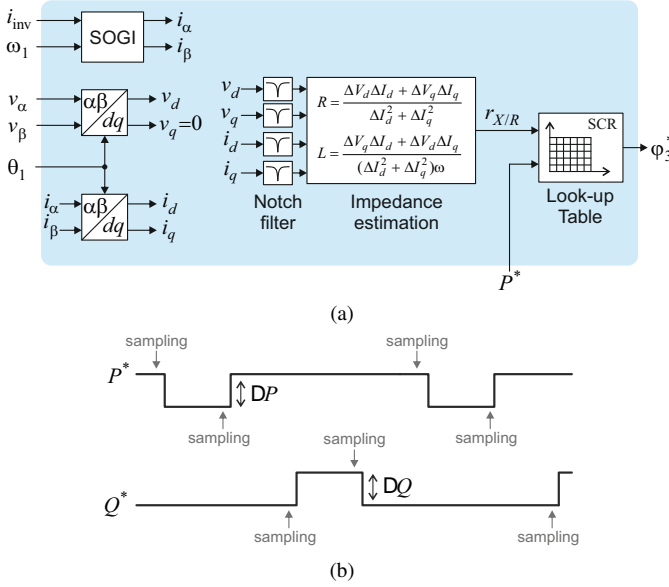 i_inv
ω_1
SOGI
i_α
i_β
v_α
v_β
αβ
dq
v_d
v_q=0
θ_1
i_α
i_β
αβ
dq
i_d
i_q
v_d
v_q
i_d
i_q
Notch
filter
R = (ΔV_dΔI_d + ΔV_qΔI_q) / (ΔI_d^2 + ΔI_q^2)
L = (ΔV_qΔI_d + ΔV_dΔI_q) / ((ΔI_d^2 + ΔI_q^2)ω)
Impedance
estimation
r_X/R
SCR
Look-up
Table
φ_3^*
P^*
(a)
sampling
sampling
P^*
DP
sampling
sampling
sampling
Q^*
DQ
sampling
sampling
(b)